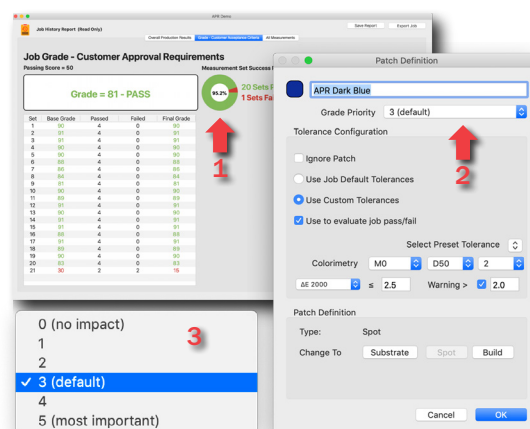 APR Demo
Job History Report (Read Only)
Save Report
Export Job
Overall Production Results
Grade - Customer Acceptance Criteria
All Measurements
Job Grade - Customer Approval Requirements
Passing Score = 50
Measurement Set Success
Grade = 81 - PASS
95.2%
20 Sets
1 Sets Fa
Set Base Grade Passed Failed Final Grade
1 90 4 0 90
2 91 4 0 91
3 91 4 0 91
4 90 4 0 90
5 90 4 0 90
6 88 4 0 88
7 86 4 0 86
8 84 4 0 84
9 81 4 0 81
10 90 4 0 90
11 89 4 0 89
12 91 4 0 91
13 90 4 0 90
14 91 4 0 91
15 91 4 0 91
16 88 4 0 88
17 91 4 0 91
18 89 4 0 89
19 90 4 0 90
20 83 4 0 83
21 30 2 2 15
1
Patch Definition
APR Dark Blue
Grade Priority 3 (default)
2
Tolerance Configuration
Ignore Patch
Use Job Default Tolerances
Use Custom Tolerances
Use to evaluate job pass/fail
Select Preset Tolerance
Colorimetry M0 D50 2
ΔE 2000 ≤ 2.5 Warning > 2.0
Patch Definition
Type: Spot
Change To Substrate Spot Build
Cancel OK
0 (no impact)
1
2
✓ 3 (default)
4
5 (most important)
3